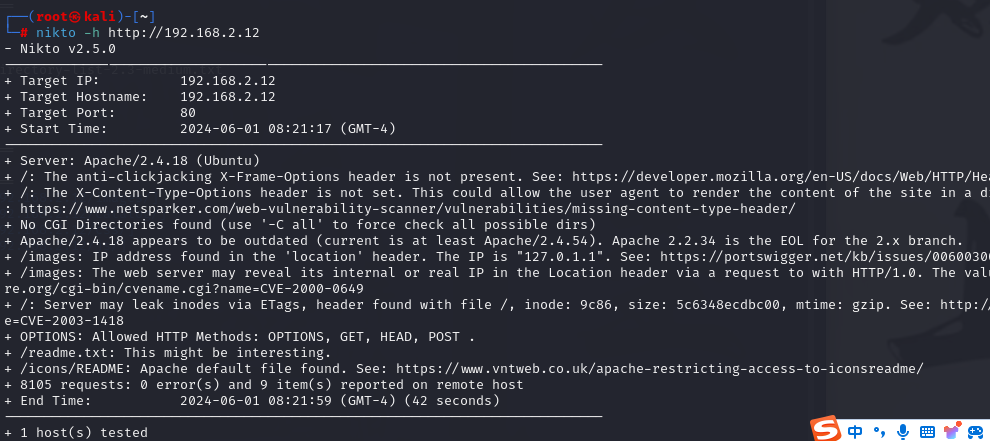 (root㉿kali)-[~]
# nikto -h http://192.168.2.12
- Nikto v2.5.0
+ Target IP: 192.168.2.12
+ Target Hostname: 192.168.2.12
+ Target Port: 80
+ Start Time: 2024-06-01 08:21:17 (GMT-4)
+ Server: Apache/2.4.18 (Ubuntu)
+ /: The anti-clickjacking X-Frame-Options header is not present. See: https://developer.mozilla.org/en-US/docs/Web/HTTP/Hea
+ /: The X-Content-Type-Options header is not set. This could allow the user agent to render the content of the site in a di
: https://www.netsparker.com/web-vulnerability-scanner/vulnerabilities/missing-content-type-header/
+ No CGI Directories found (use '-C all' to force check all possible dirs)
+ Apache/2.4.18 appears to be outdated (current is at least Apache/2.4.54). Apache 2.2.34 is the EOL for the 2.x branch.
+ /images: IP address found in the 'location' header. The IP is "127.0.1.1". See: https://portswigger.net/kb/issues/00600300
+ /images: The web server may reveal its internal or real IP in the Location header via a request to with HTTP/1.0. The valu
re.org/cgi-bin/cvename.cgi?name=CVE-2000-0649
+ /: Server may leak inodes via ETags, header found with file /, inode: 9c86, size: 5c6348ecdbc00, mtime: gzip. See: http:/
e=CVE-2003-1418
+ OPTIONS: Allowed HTTP Methods: OPTIONS, GET, HEAD, POST .
+ /readme.txt: This might be interesting.
+ /icons/README: Apache default file found. See: https://www.vntweb.co.uk/apache-restricting-access-to-iconsreadme/
+ 8105 requests: 0 error(s) and 9 item(s) reported on remote host
+ End Time: 2024-06-01 08:21:59 (GMT-4) (42 seconds)
+ 1 host(s) tested
S 中